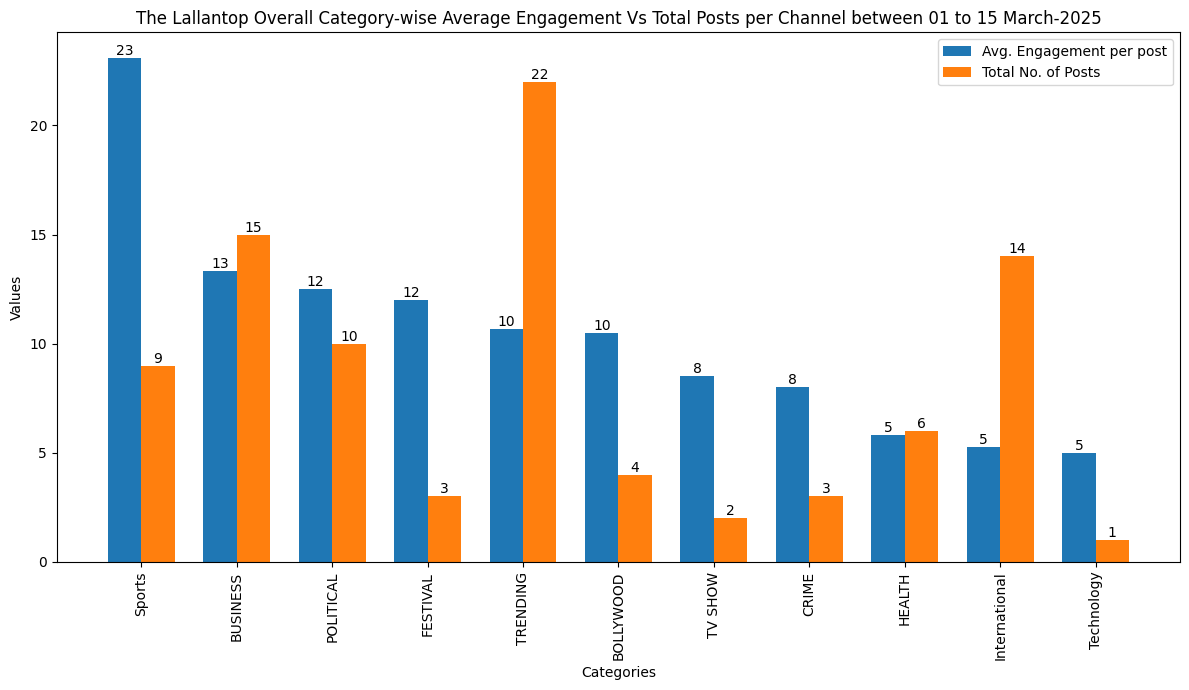 The Lallantop Overall Category-wise Average Engagement Vs Total Posts per Channel between 01 to 15 March-2025
Avg. Engagement per post
Total No. of Posts
Values
20
15
10
5
0
23
9
13
15
12
10
12
3
10
22
10
4
8
2
8
3
5
6
5
14
5
1
Sports
BUSINESS
POLITICAL
FESTIVAL
TRENDING
BOLLYWOOD
TV SHOW
CRIME
HEALTH
International
Technology
Categories